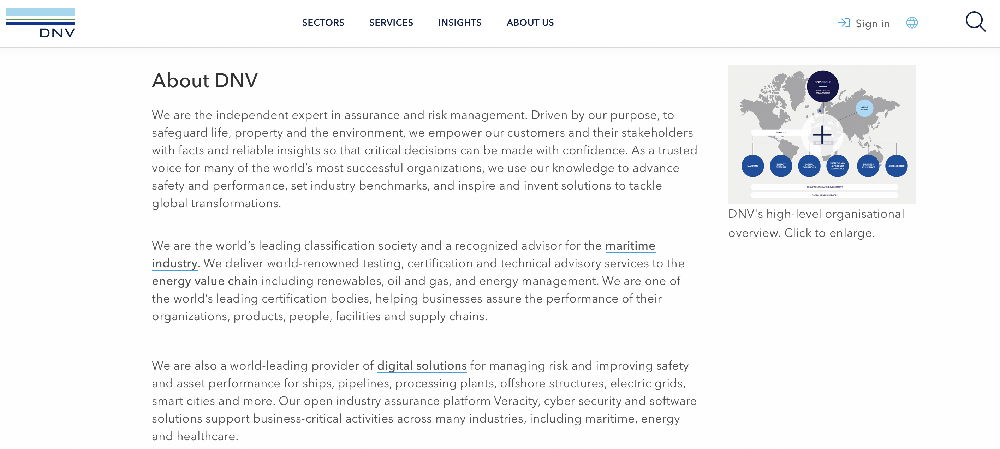 DNV
SECTORS
SERVICES
INSIGHTS
ABOUT US
Sign in
About DNV
We are the independent expert in assurance and risk management. Driven by our purpose, to
safeguard life, property and the environment, we empower our customers and their stakeholders
with facts and reliable insights so that critical decisions can be made with confidence. As a trusted
voice for many of the world’s most successful organizations, we use our knowledge to advance
safety and performance, set industry benchmarks, and inspire and invent solutions to tackle
global transformations.
We are the world’s leading classification society and a recognized advisor for the maritime
industry. We deliver world-renowned testing, certification and technical advisory services to the
energy value chain including renewables, oil and gas, and energy management. We are one of
the world’s leading certification bodies, helping businesses assure the performance of their
organizations, products, people, facilities and supply chains.
We are also a world-leading provider of digital solutions for managing risk and improving safety
and asset performance for ships, pipelines, processing plants, offshore structures, electric grids,
smart cities and more. Our open industry assurance platform Veracity, cyber security and software
solutions support business-critical activities across many industries, including maritime, energy
and healthcare.
DNV GROUP
HEADQUARTERS:
OSLO, NORWAY
GROUP
CENTRE
VERACITY
MARITIME
ENERGY
SYSTEMS
DIGITAL
SOLUTIONS
SUPPLY CHAIN
& PRODUCT
ASSURANCE
BUSINESS
ASSURANCE
ACCELERATOR
GROUP RESEACH AND DEVELOPMENT
GLOBAL SHARED SERVICES
DNV's high-level organisational
overview. Click to enlarge.